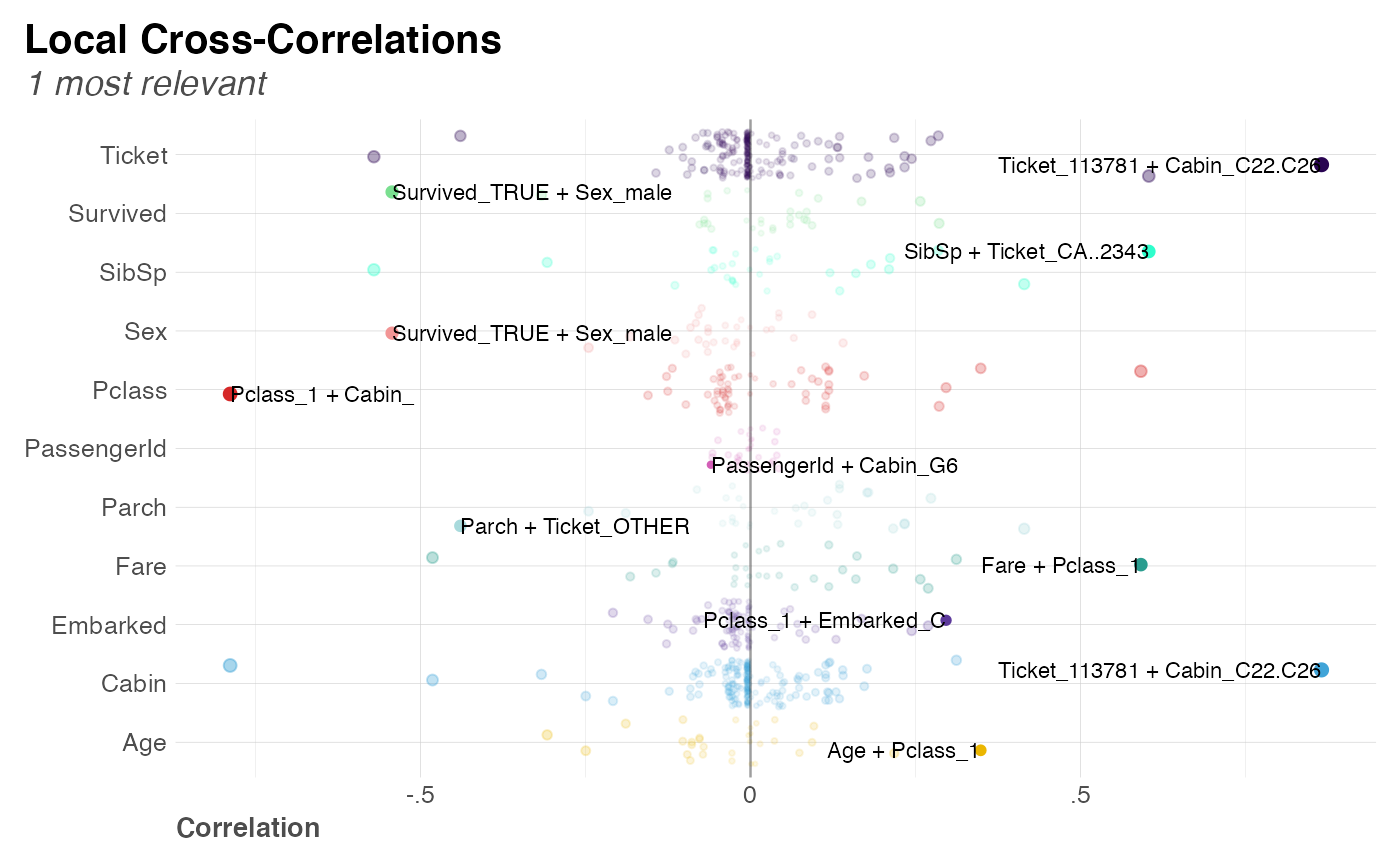 Local Cross-Correlations
1 most relevant
Ticket
Ticket_113781 + Cabin_C22.C26
Survived_TRUE + Sex_male
Survived
SibSp + Ticket_CA..2343
SibSp
Sex
Survived_TRUE + Sex_male
Pclass
Pclass_1 + Cabin_
PassengerId
PassengerId + Cabin_G6
Parch
Parch + Ticket_OTHER
Fare
Fare + Pclass_1
Embarked
Pclass_1 + Embarked_C
Cabin
Ticket_113781 + Cabin_C22.C26
Age
Age + Pclass_1
-.5 0 .5
Correlation